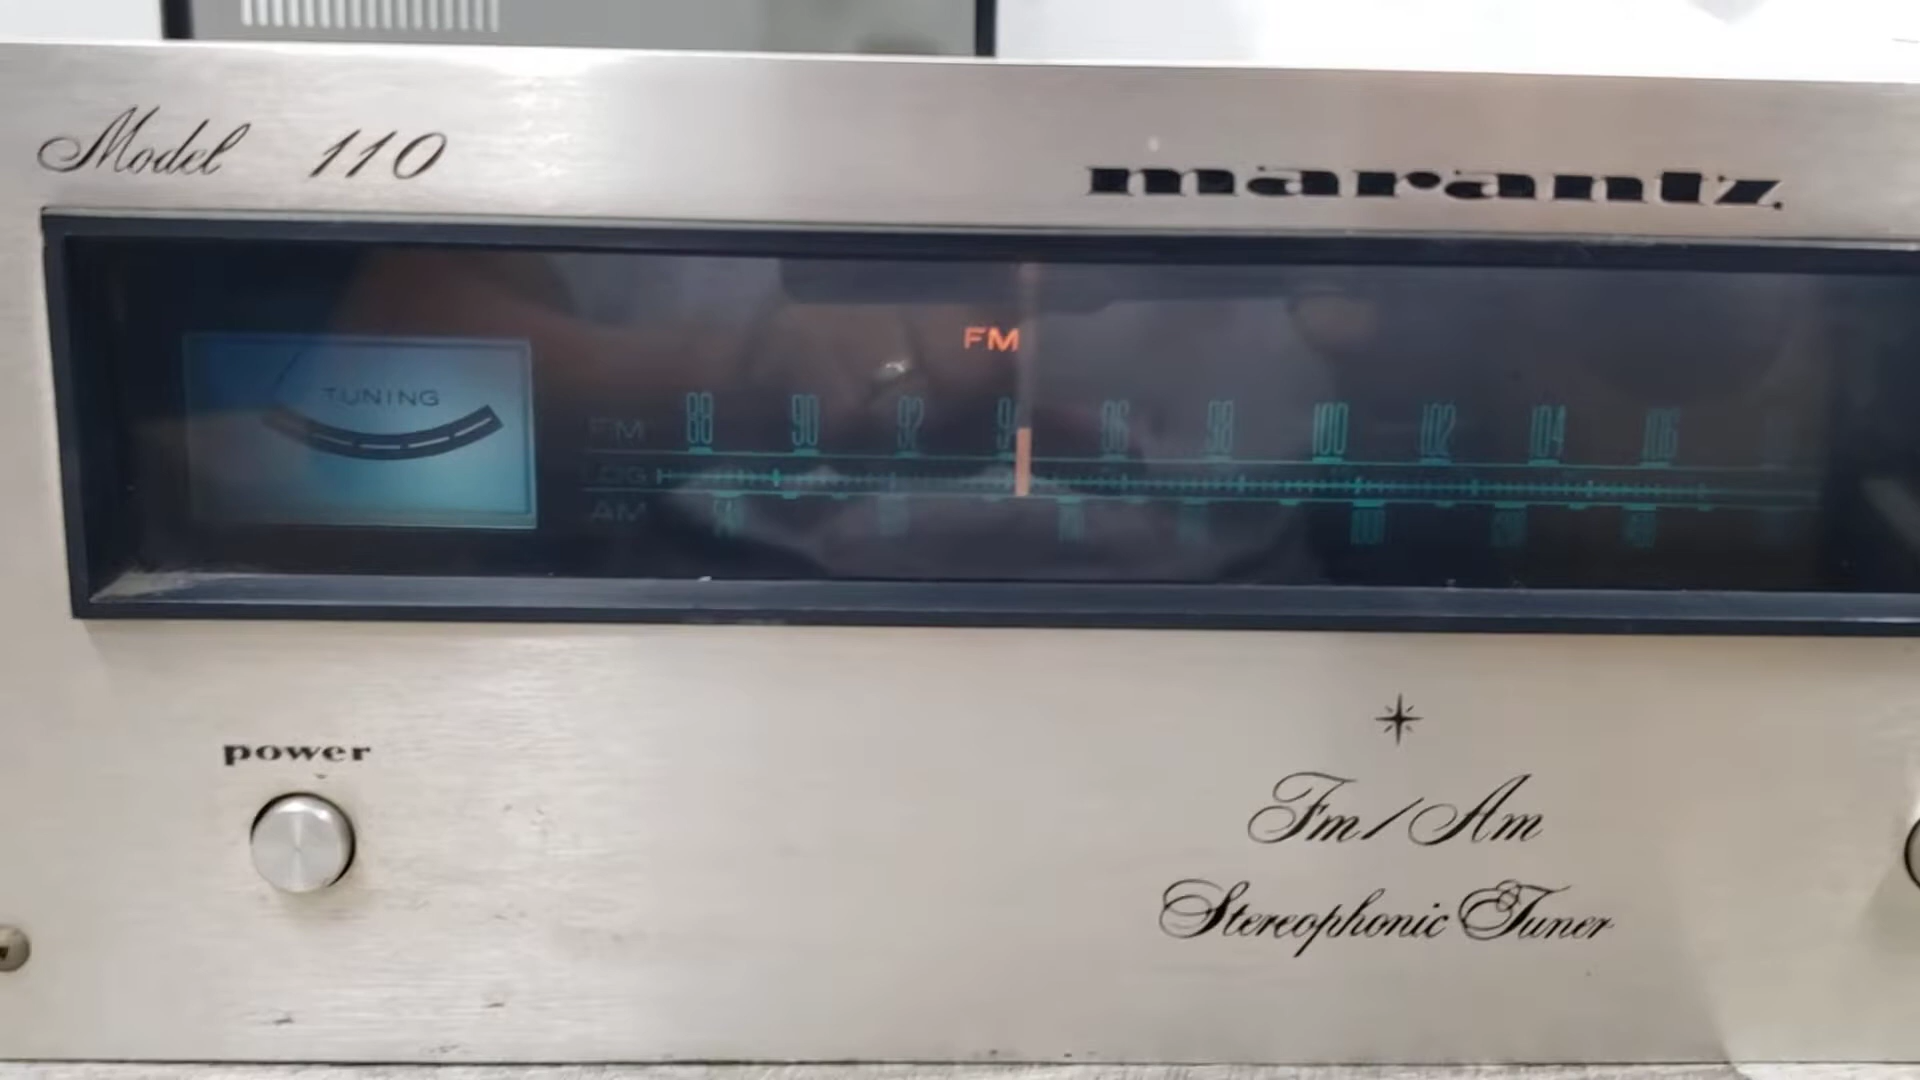 Model 110
marantz
FM
TUNING
FM 88 90 92 94 96 98 100 102 104 106
LOG
AM
power
Fm/Am
Stereophonic Tuner